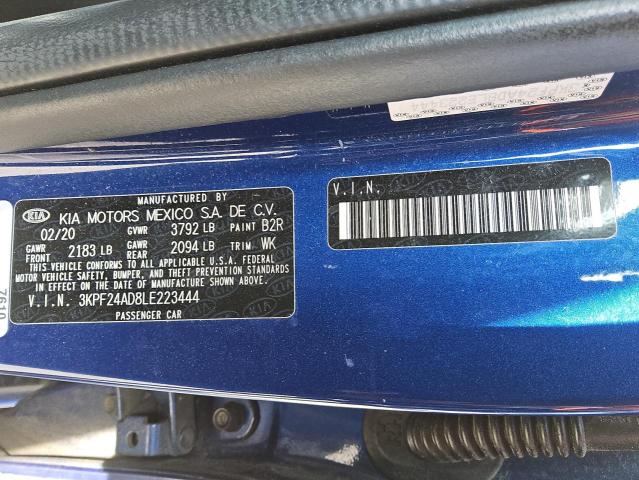 MANUFACTURED BY
KIA KIA MOTORS MEXICO S.A. DE C.V.
02/20 GVWR 3792 LB PAINT B2R
GAWR FRONT 2183 LB GAWR REAR 2094 LB TRIM WK
THIS VEHICLE CONFORMS TO ALL APPLICABLE U.S.A. FEDERAL
MOTOR VEHICLE SAFETY, BUMPER, AND THEFT PREVENTION
STANDARDS IN EFFECT ON THE DATE OF MANUFACTURE SHOWN ABOVE.
V.I.N. 3KPF24AD8LE223444
PASSENGER CAR
V.I.N.